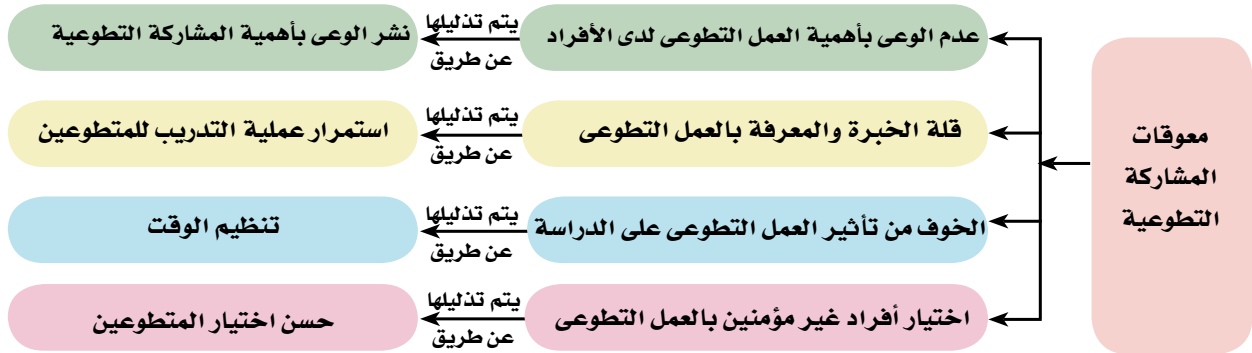 معوقات
المشاركة
التطوعية
عدم الوعى بأهمية العمل التطوعى لدى الأفراد
يتم تذليلها
عن طريق
نشر الوعى بأهمية المشاركة التطوعية
قلة الخبرة والمعرفة بالعمل التطوعى
يتم تذليلها
عن طريق
استمرار عملية التدريب للمتطوعين
الخوف من تأثير العمل التطوعى على الدراسة
يتم تذليلها
عن طريق
تنظيم الوقت
اختيار أفراد غير مؤمنين بالعمل التطوعى
يتم تذليلها
عن طريق
حسن اختيار المتطوعين